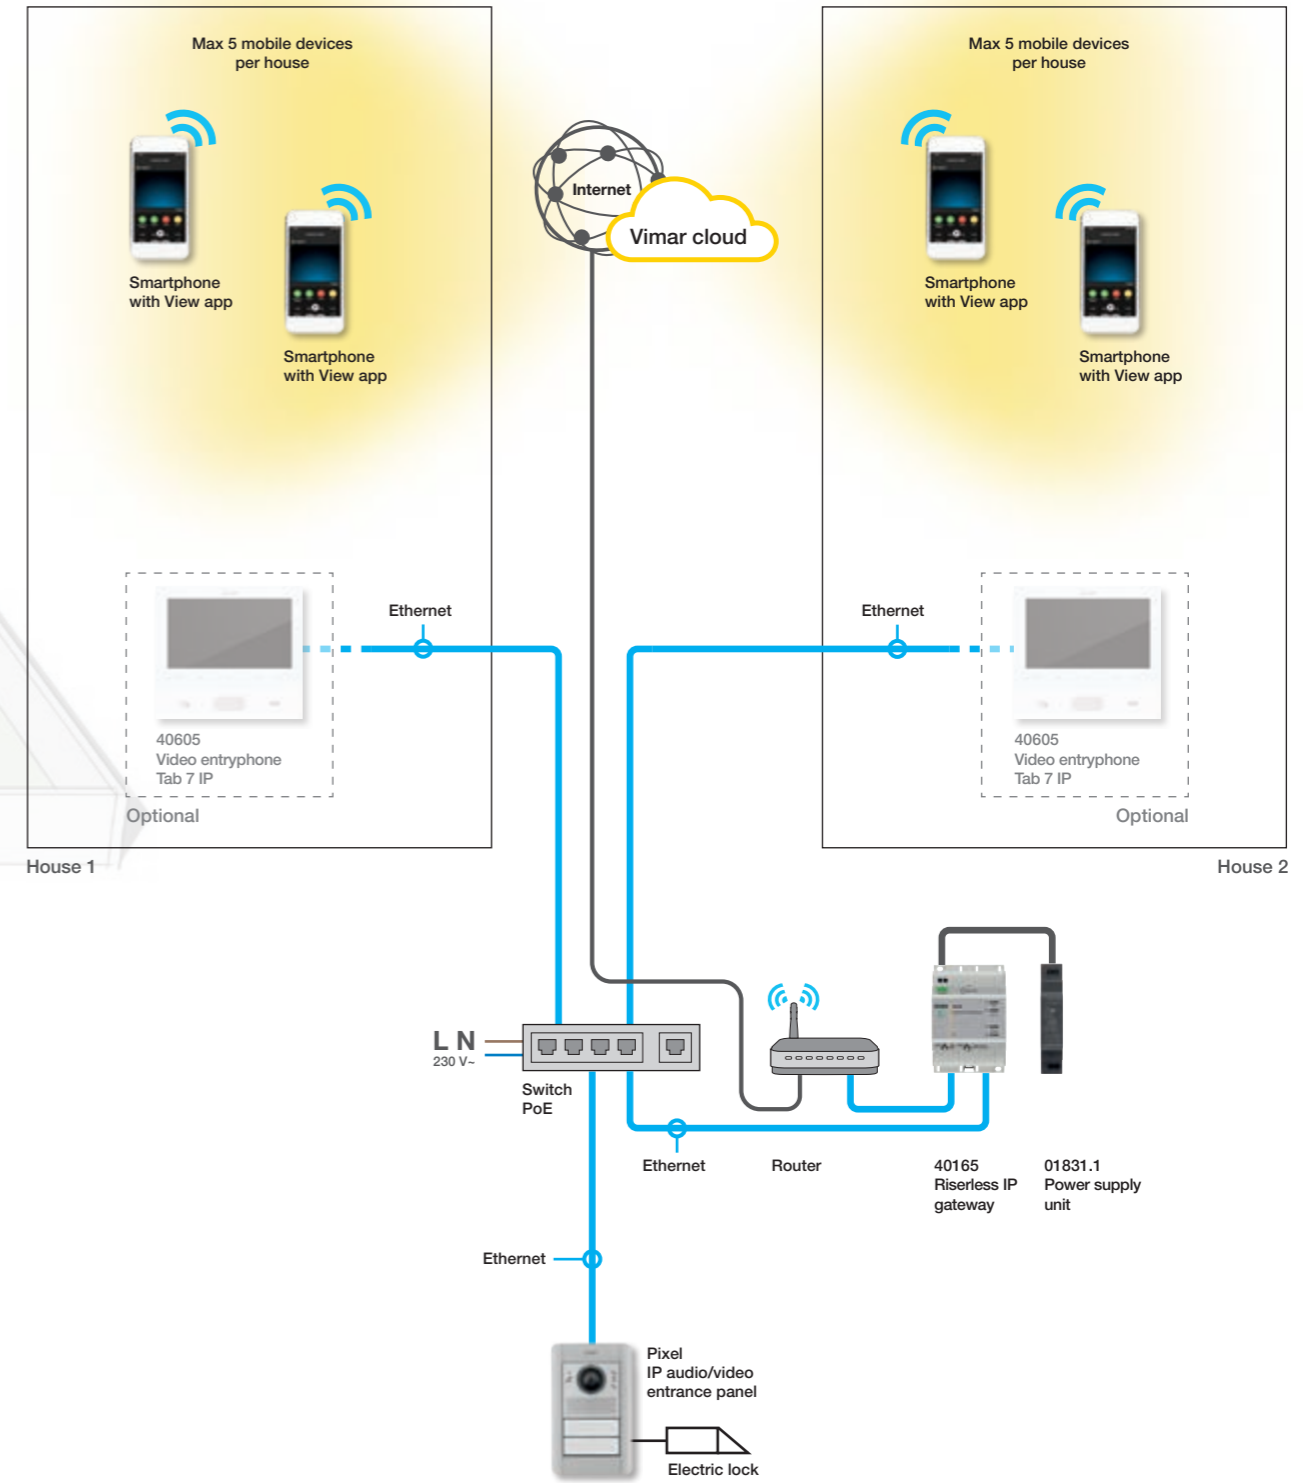 Max 5 mobile devices
per house
Max 5 mobile devices
per house
Internet
Vimar cloud
Smartphone
with View app
Smartphone
with View app
Smartphone
with View app
Smartphone
with View app
Ethernet
Ethernet
40605
Video entryphone
Tab 7 IP
Optional
40605
Video entryphone
Tab 7 IP
Optional
House 1
House 2
L N
230 V~
Switch
PoE
Ethernet
Router
40165
Riserless IP
gateway
01831.1
Power supply
unit
Ethernet
Pixel
IP audio/video
entrance panel
Electric lock